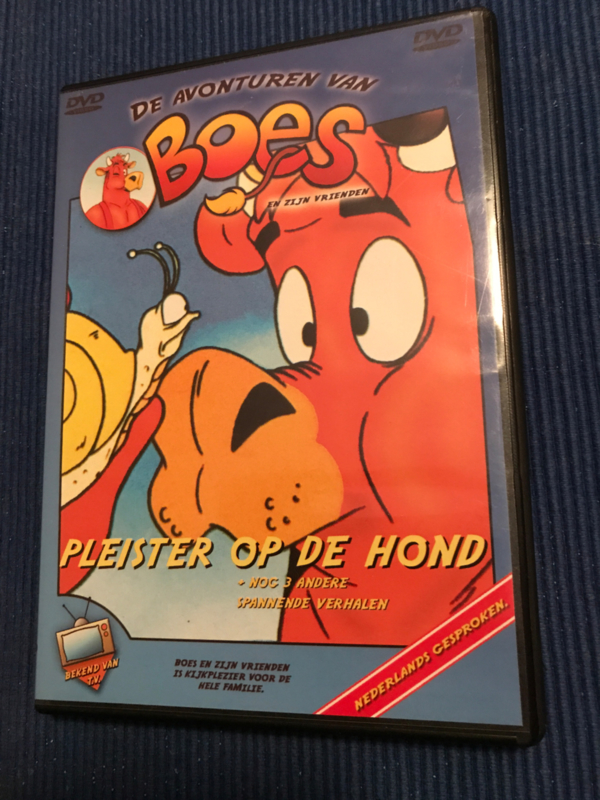 DVD
DVD
DE AVONTUREN VAN
BOES
EN ZIJN VRIENDEN
PLEISTER OP DE HOND
+ NOG 3 ANDERE
SPANNENDE VERHALEN
BEKEND VAN
T.V.
BOES EN ZIJN VRIENDEN
IS KIJKPLEZIER VOOR DE
HELE FAMILIE.
NEDERLANDS GESPROKEN.